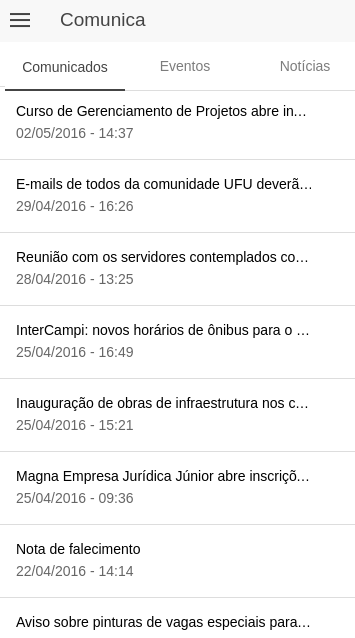 Comunica
Comunicados
Eventos
Notícias
Curso de Gerenciamento de Projetos abre in…
02/05/2016 - 14:37
E-mails de todos da comunidade UFU deverã…
29/04/2016 - 16:26
Reunião com os servidores contemplados co…
28/04/2016 - 13:25
InterCampi: novos horários de ônibus para o …
25/04/2016 - 16:49
Inauguração de obras de infraestrutura nos c…
25/04/2016 - 15:21
Magna Empresa Jurídica Júnior abre inscriçõ…
25/04/2016 - 09:36
Nota de falecimento
22/04/2016 - 14:14
Aviso sobre pinturas de vagas especiais para…